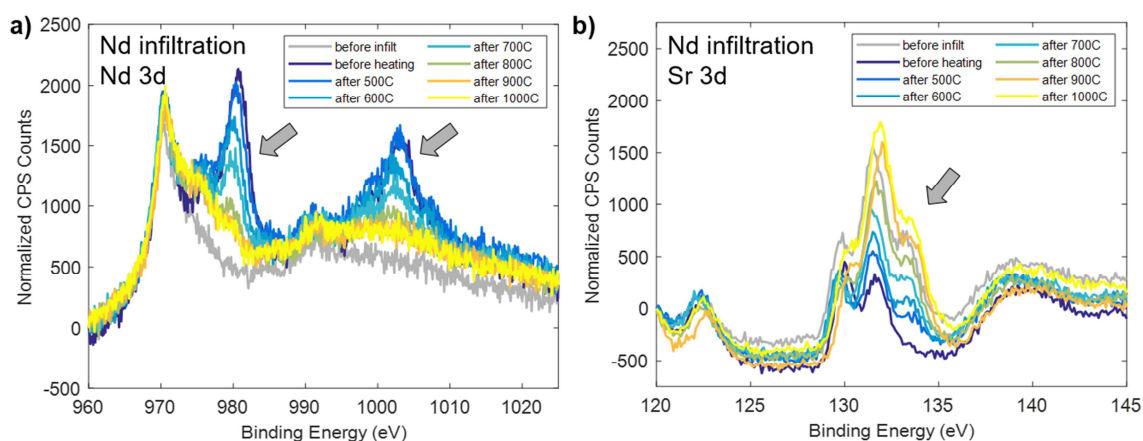 a)
Nd infiltration
Nd 3d
before infilt
before heating
after 500C
after 600C
after 700C
after 800C
after 900C
after 1000C
Normalized CPS Counts
2500
2000
1500
1000
500
0
-500
960 970 980 990 1000 1010 1020
Binding Energy (eV)
b)
Nd infiltration
Sr 3d
before infilt
before heating
after 500C
after 600C
after 700C
after 800C
after 900C
after 1000C
Normalized CPS Counts
2500
2000
1500
1000
500
0
-500
120 125 130 135 140 145
Binding Energy (eV)